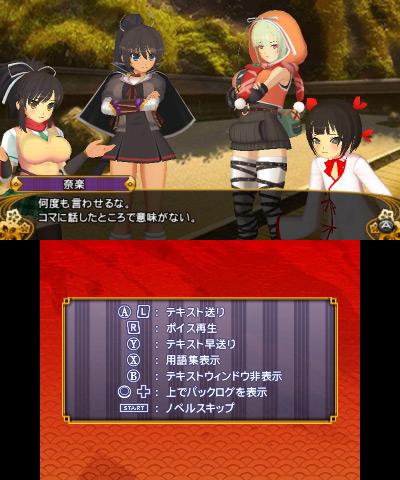 奈楽
何度も言わせるな。
コマに話したところで意味がない。
A
A L : テキスト送り
R : ボイス再生
Y : テキスト早送り
X : 用語集表示
B : テキストウィンドウ非表示
: 上でバックログを表示
START : ノベルスキップ